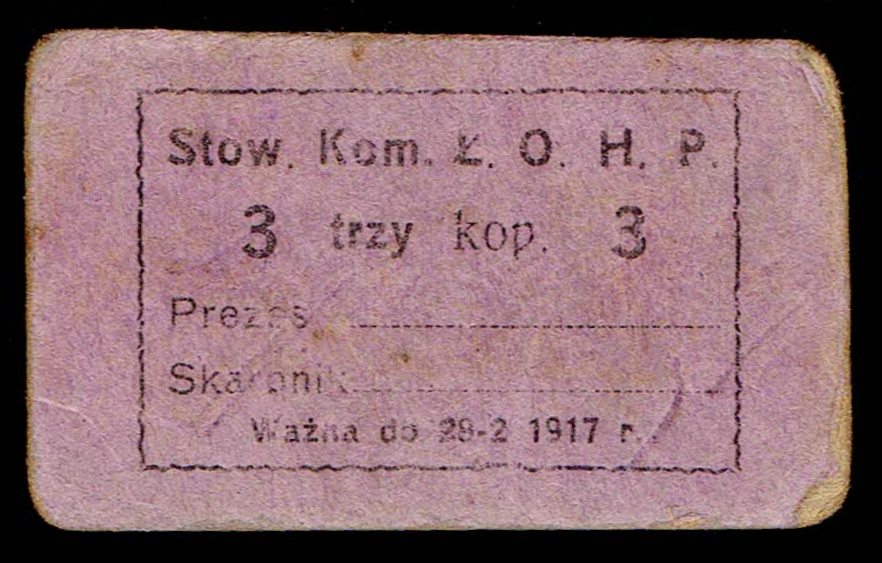 Stow. Kom. Ł. O. H. P.
3 trzy kop. 3
Prezes
Skarbnik
Ważna do 28-2 1917 r.